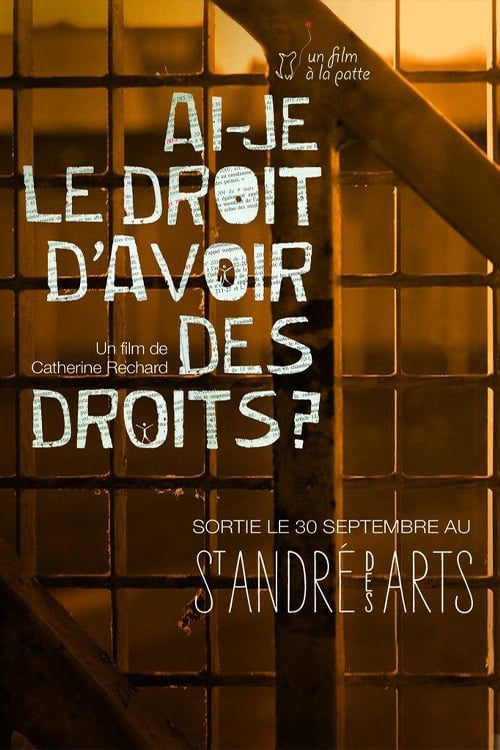 un film
à la patte
AI-JE
LE DROIT
D'AVOIR
Un film de
Catherine Rechard
DES
DROITS?
SORTIE LE 30 SEPTEMBRE AU
ST ANDRÉ DES ARTS